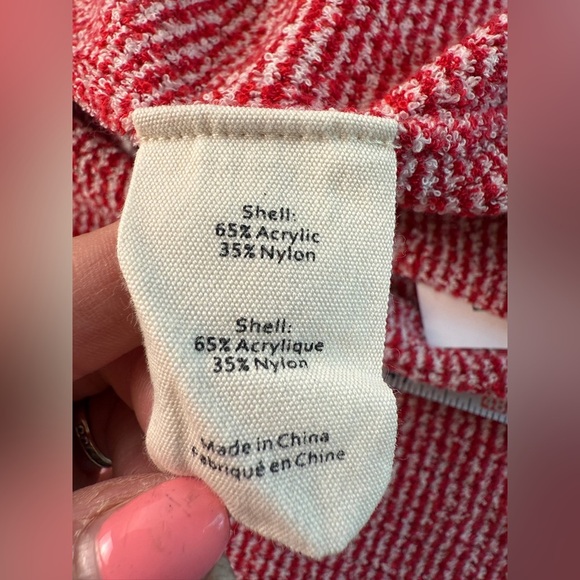 Shell:
65% Acrylic
35% Nylon
Shell:
65% Acrylique
35% Nylon
Made in China
Fabriqué en Chine